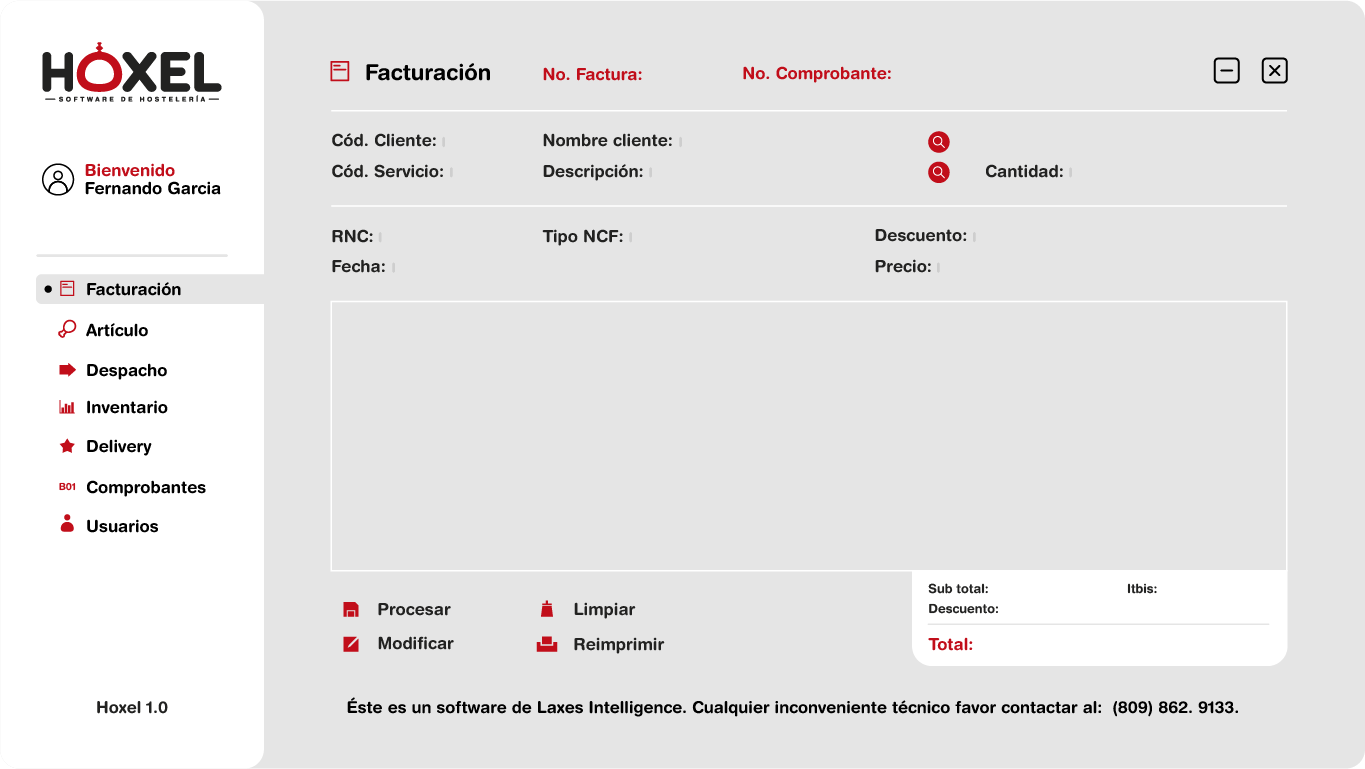 HOXEL
SOFTWARE DE HOSTELERÍA
Bienvenido
Fernando Garcia
Facturación
Artículo
Despacho
Inventario
Delivery
B01 Comprobantes
Usuarios
Hoxel 1.0
Facturación No. Factura: No. Comprobante:
Cód. Cliente: Nombre cliente:
Cód. Servicio: Descripción: Cantidad:
RNC: Tipo NCF: Descuento:
Fecha: Precio:
Sub total: Itbis:
Descuento:
Total:
Procesar Limpiar
Modificar Reimprimir
Éste es un software de Laxes Intelligence. Cualquier inconveniente técnico favor contactar al: (809) 862. 9133.